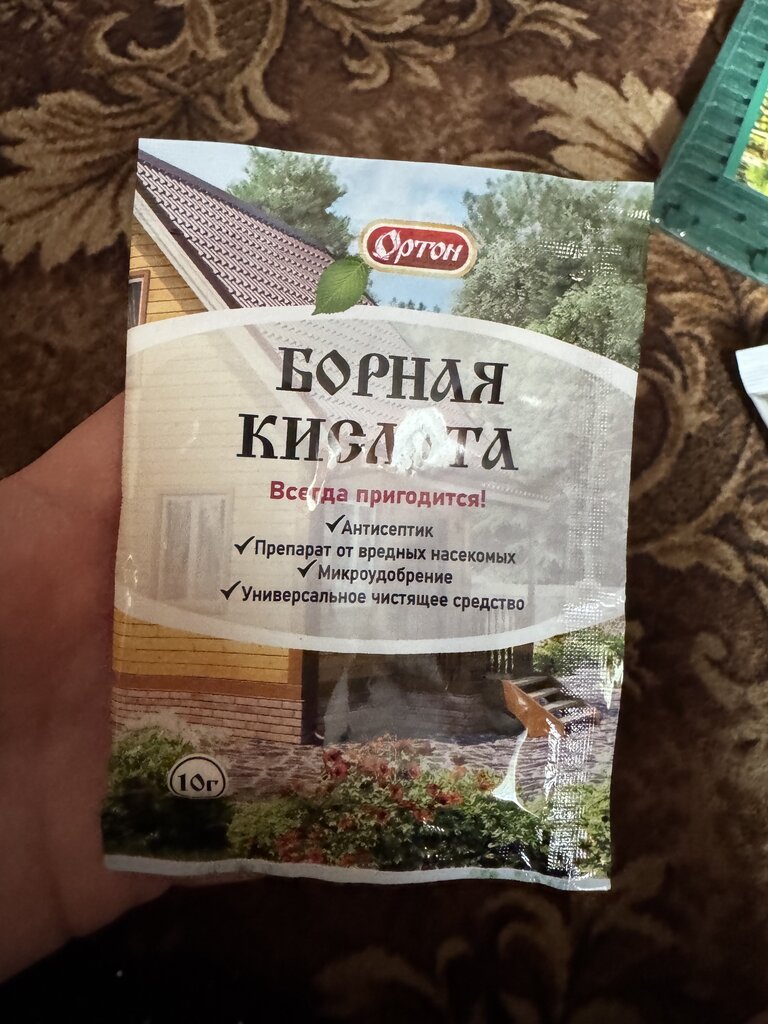 Ортон
БОРНАЯ
КИСЛОТА
Всегда пригодится!
✓Антисептик
✓Препарат от вредных насекомых
✓Микроудобрение
✓Универсальное чистящее средство
10г